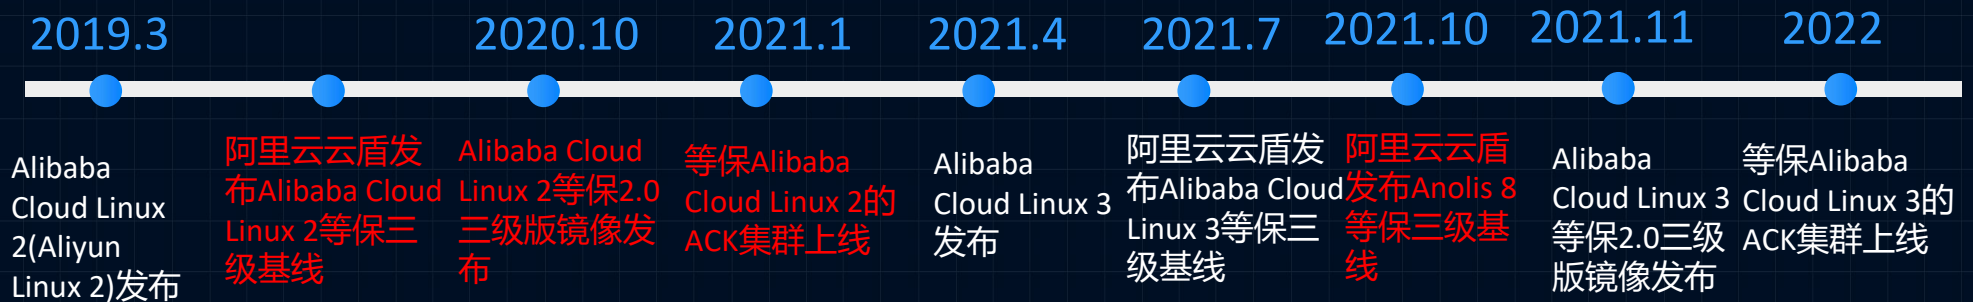 2019.3
2020.10
2021.1
2021.4
2021.7
2021.10
2021.11
2022
Alibaba
Cloud Linux
2(Aliyun
Linux 2)发布
阿里云云盾发
布Alibaba Cloud
Linux 2等保三
级基线
Alibaba Cloud
Linux 2等保2.0
三级版镜像发
布
等保Alibaba
Cloud Linux 2的
ACK集群上线
Alibaba
Cloud Linux 3
发布
阿里云云盾发
布Alibaba Cloud
Linux 3等保三
级基线
阿里云云盾
发布Anolis 8
等保三级基
线
Alibaba
Cloud Linux 3
等保2.0三级
版镜像发布
等保Alibaba
Cloud Linux 3的
ACK集群上线